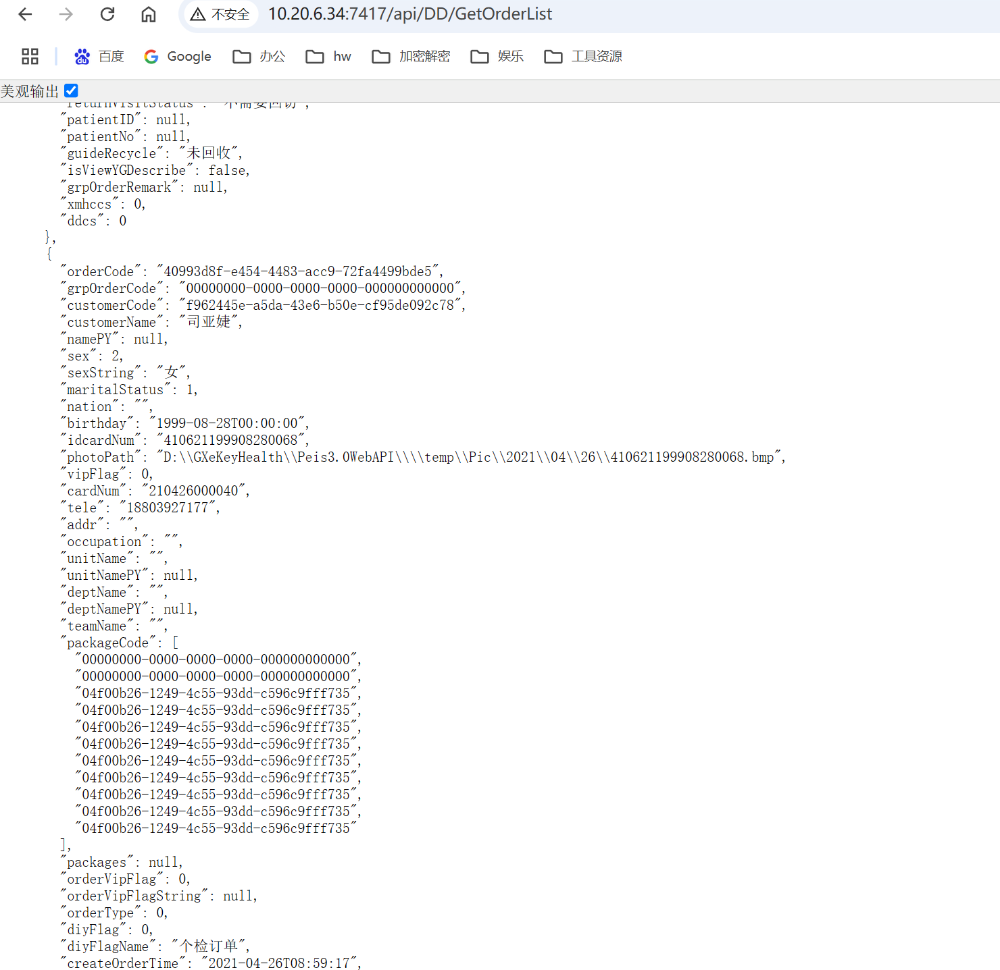 不安全 10.20.6.34:7417/api/DD/GetOrderList
百度 Google 办公 hw 加密解密 娱乐 工具资源
美观输出
"returnVisitStatus": "不需要回访",
"patientID": null,
"patientNo": null,
"guideRecycle": "未回收",
"isViewYGDescribe": false,
"grpOrderRemark": null,
"xmhccs": 0,
"ddcs": 0
},
{
"orderCode": "40993d8f-e454-4483-acc9-72fa4499bde5",
"grpOrderCode": "00000000-0000-0000-0000-000000000000",
"customerCode": "f962445e-a5da-43e6-b50e-cf95de092c78",
"customerName": "司亚婕",
"namePY": null,
"sex": 2,
"sexString": "女",
"maritalStatus": 1,
"nation": "",
"birthday": "1999-08-28T00:00:00",
"idcardNum": "410621199908280068",
"photoPath": "D:\\GXeKeyHealth\\Peis3.0WebAPI\\\\temp\\Pic\\2021\\04\\26\\410621199908280068.bmp",
"vipFlag": 0,
"cardNum": "210426000040",
"tele": "18803927177",
"addr": "",
"occupation": "",
"unitName": "",
"unitNamePY": null,
"deptName": "",
"deptNamePY": null,
"teamName": "",
"packageCode": [
"00000000-0000-0000-0000-000000000000",
"00000000-0000-0000-0000-000000000000",
"04f00b26-1249-4c55-93dd-c596c9fff735",
"04f00b26-1249-4c55-93dd-c596c9fff735",
"04f00b26-1249-4c55-93dd-c596c9fff735",
"04f00b26-1249-4c55-93dd-c596c9fff735",
"04f00b26-1249-4c55-93dd-c596c9fff735",
"04f00b26-1249-4c55-93dd-c596c9fff735",
"04f00b26-1249-4c55-93dd-c596c9fff735",
"04f00b26-1249-4c55-93dd-c596c9fff735",
"04f00b26-1249-4c55-93dd-c596c9fff735"
],
"packages": null,
"orderVipFlag": 0,
"orderVipFlagString": null,
"orderType": 0,
"diyFlag": 0,
"diyFlagName": "个检订单",
"createOrderTime": "2021-04-26T08:59:17",